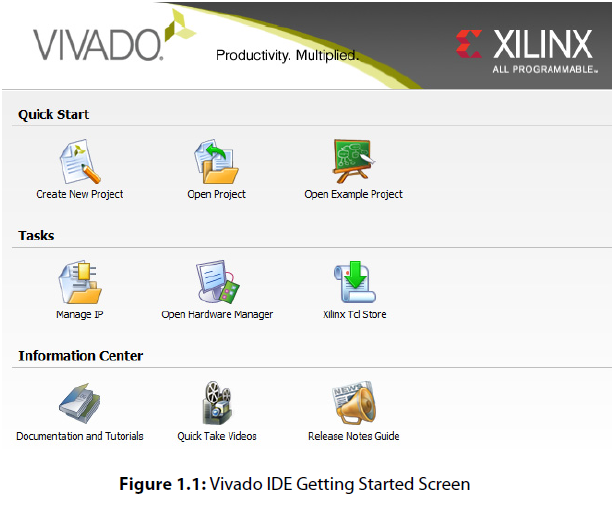 VIVADO.
Productivity. Multiplied.
XILINX
ALL PROGRAMMABLE™
Quick Start
Create New Project
Open Project
Open Example Project
Tasks
Manage IP
Open Hardware Manager
Xilinx Tcl Store
Information Center
Documentation and Tutorials
Quick Take Videos
NEWS
Release Notes Guide
Figure 1.1: Vivado IDE Getting Started Screen